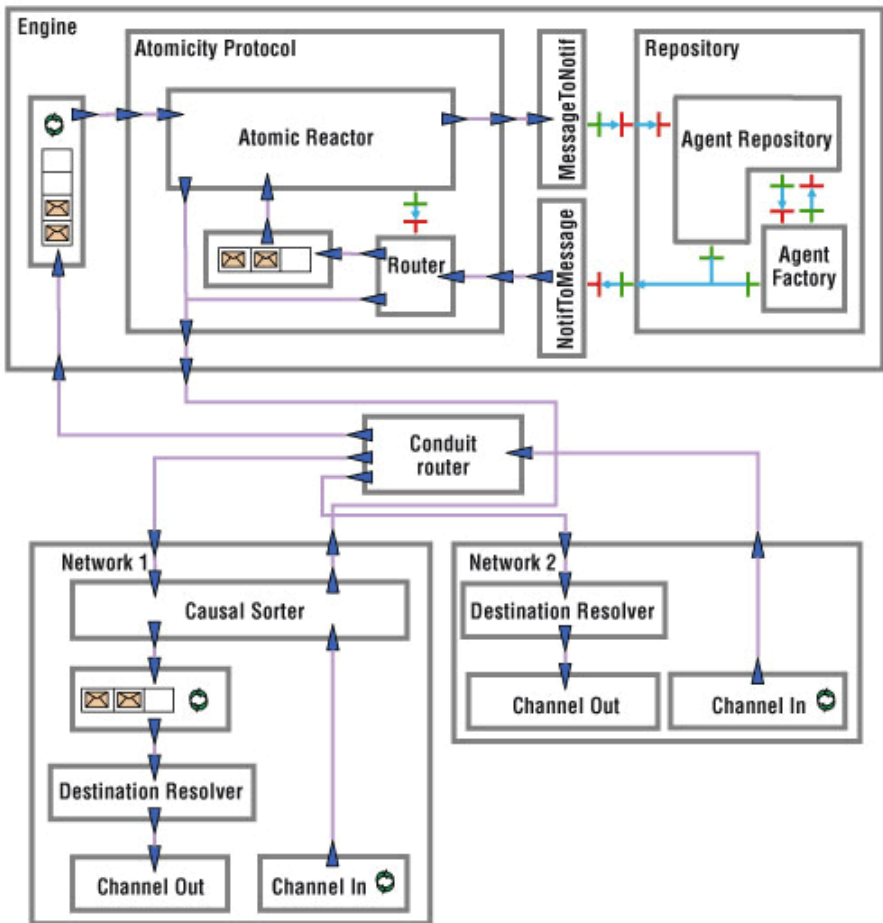 Engine
Atomicity Protocol
Repository
Atomic Reactor
MessageToNotif
Agent Repository
Router
NotifToMessage
Agent
Factory
Conduit
router
Network 1
Network 2
Causal Sorter
Destination Resolver
Channel Out
Channel In
Destination Resolver
Channel Out
Channel In